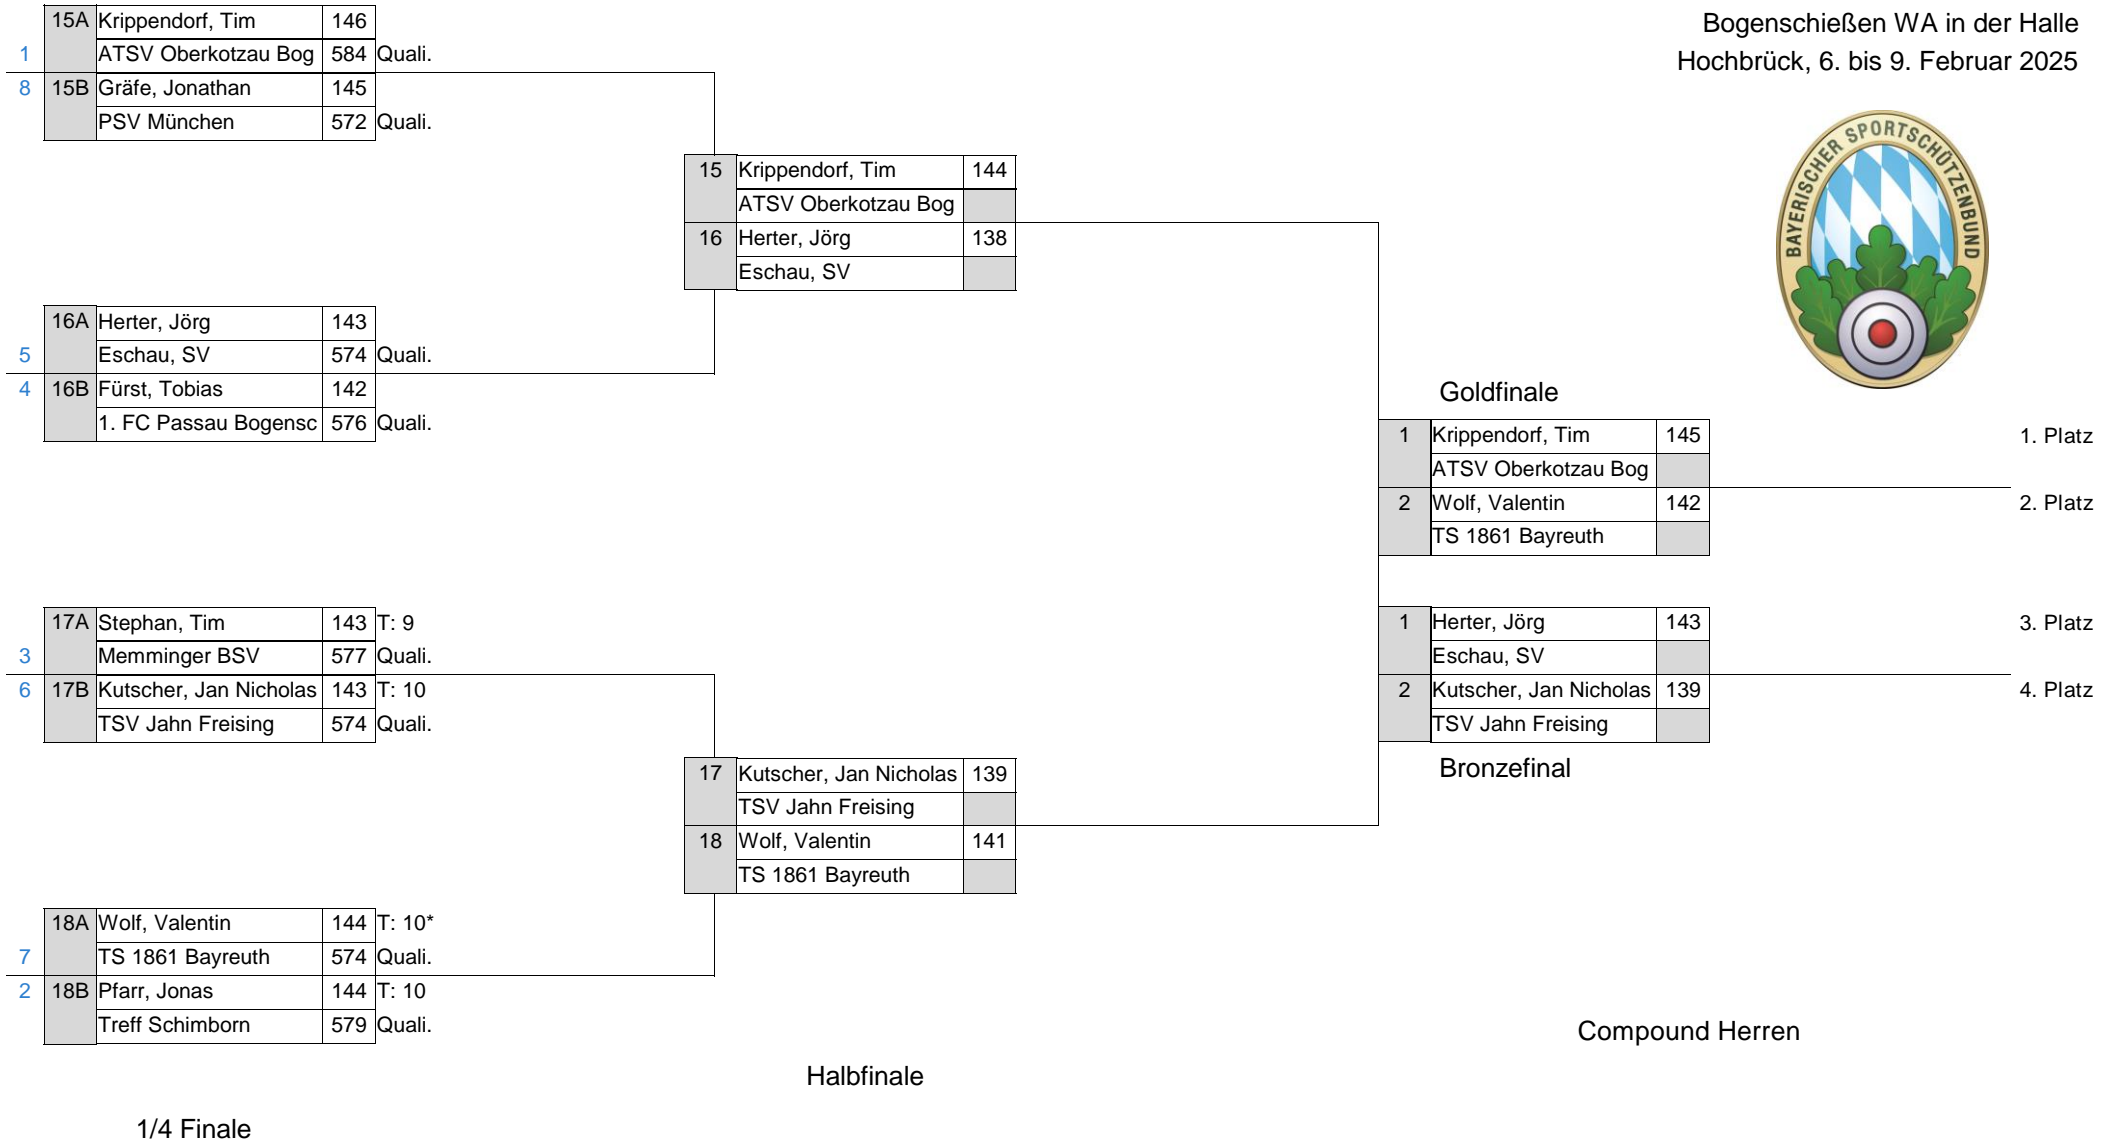 Bogenschießen WA in der Halle
Hochbrück, 6. bis 9. Februar 2025
BAYERISCHER SPORTSCHÜTZENBUND
15A Krippendorf, Tim 146
1 ATSV Oberkotzau Bog 584 Quali.
8 15B Gräfe, Jonathan 145
PSV München 572 Quali.
15 Krippendorf, Tim 144
ATSV Oberkotzau Bog
16 Herter, Jörg 138
Eschau, SV
16A Herter, Jörg 143
5 Eschau, SV 574 Quali.
4 16B Fürst, Tobias 142
1. FC Passau Bogensc 576 Quali.
Goldfinale
1 Krippendorf, Tim 145 1. Platz
ATSV Oberkotzau Bog
2 Wolf, Valentin 142 2. Platz
TS 1861 Bayreuth
17A Stephan, Tim 143 T: 9
3 Memminger BSV 577 Quali.
6 17B Kutscher, Jan Nicholas 143 T: 10
TSV Jahn Freising 574 Quali.
1 Herter, Jörg 143 3. Platz
Eschau, SV
2 Kutscher, Jan Nicholas 139 4. Platz
TSV Jahn Freising
Bronzefinal
17 Kutscher, Jan Nicholas 139
TSV Jahn Freising
18 Wolf, Valentin 141
TS 1861 Bayreuth
18A Wolf, Valentin 144 T: 10*
7 TS 1861 Bayreuth 574 Quali.
2 18B Pfarr, Jonas 144 T: 10
Treff Schimborn 579 Quali.
Compound Herren
Halbfinale
1/4 Finale